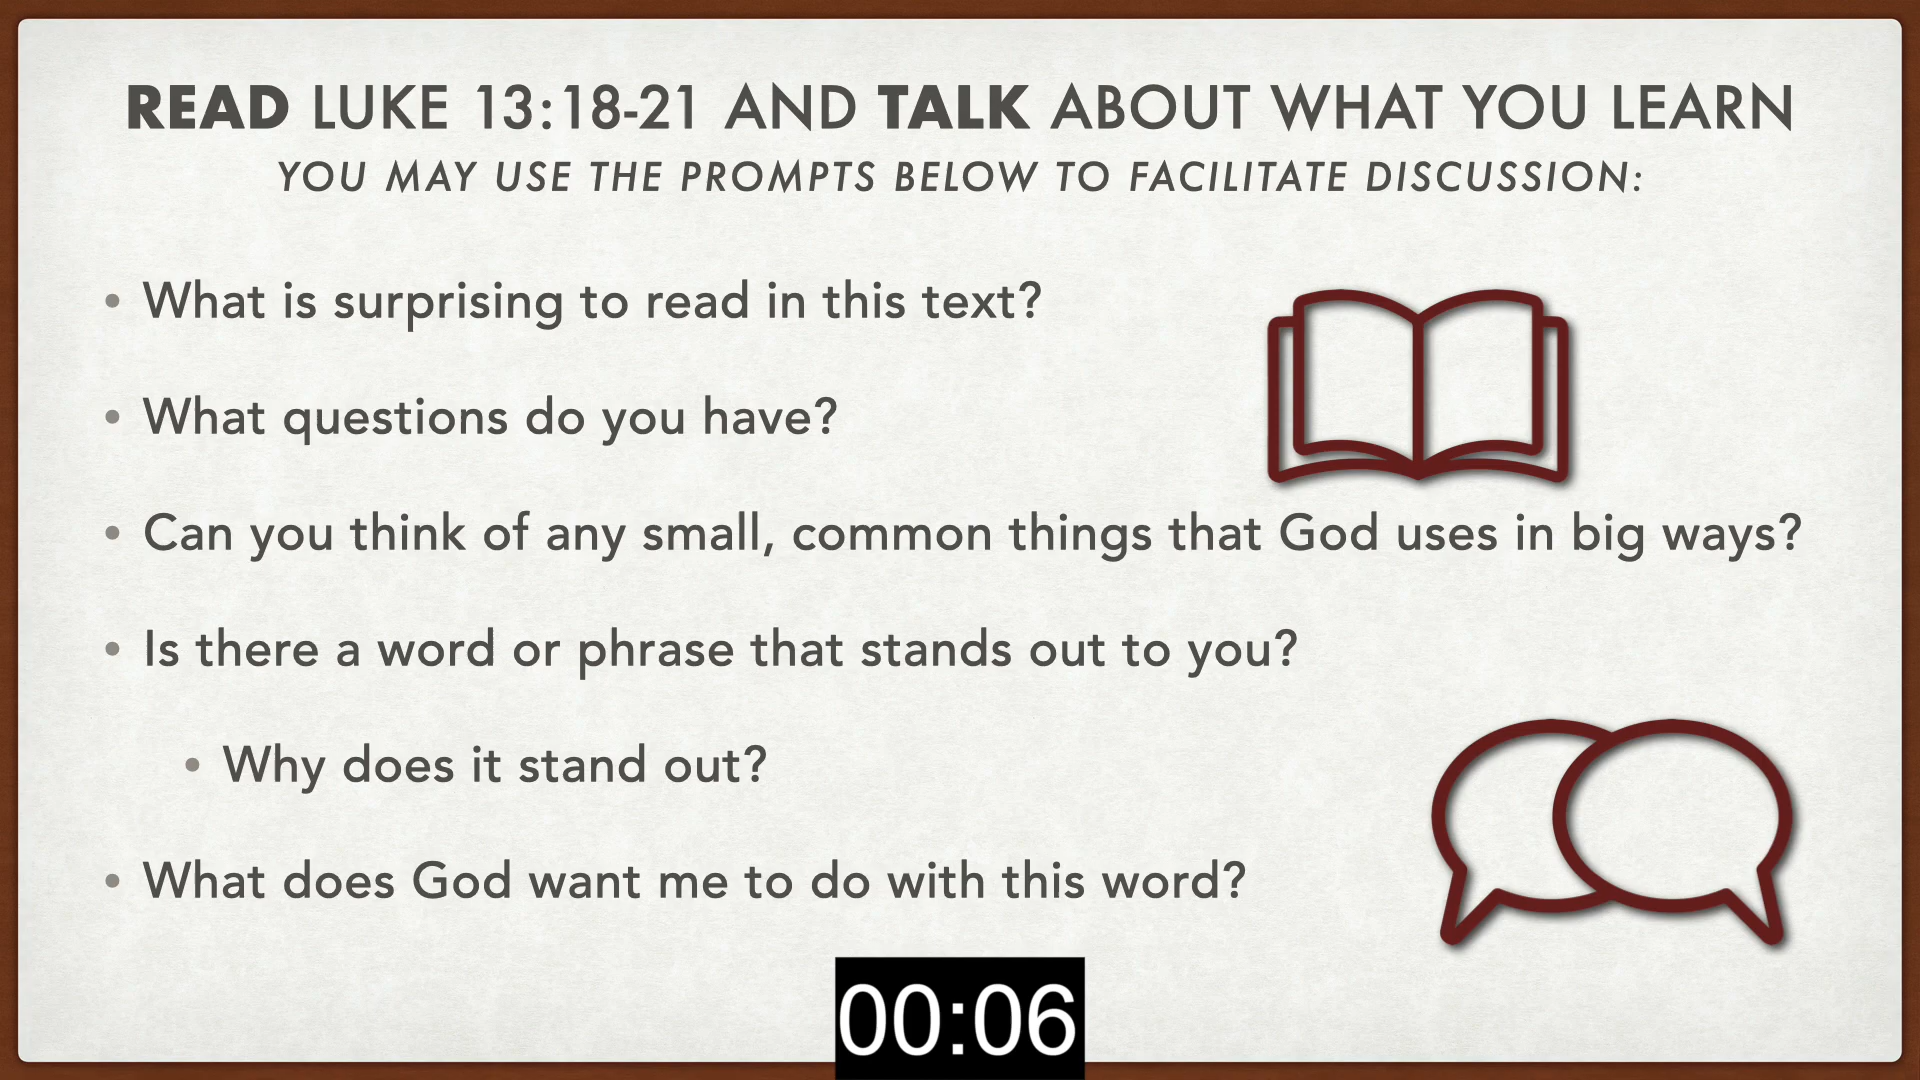 READ LUKE 13:18-21 AND TALK ABOUT WHAT YOU LEARN
YOU MAY USE THE PROMPTS BELOW TO FACILITATE DISCUSSION:
• What is surprising to read in this text?
• What questions do you have?
• Can you think of any small, common things that God uses in big ways?
• Is there a word or phrase that stands out to you?
• Why does it stand out?
• What does God want me to do with this word?
00:06